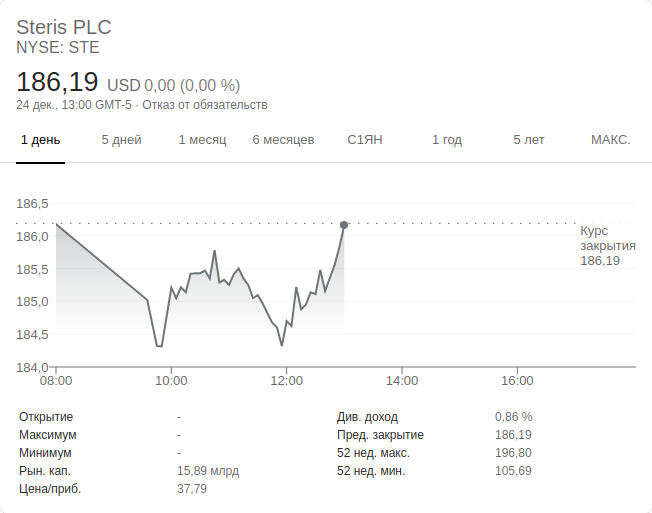 Steris PLC
NYSE: STE
186,19 USD 0,00 (0,00 %)
24 дек., 13:00 GMT-5 · Отказ от обязательств
1 день 5 дней 1 месяц 6 месяцев С1ЯН 1 год 5 лет МАКС.
186,5
186,0
185,5
185,0
184,5
184,0
Курс
закрытия
186,19
08:00 10:00 12:00 14:00 16:00
Открытие - Див. доход 0,86 %
Максимум - Пред. закрытие 186,19
Минимум - 52 нед. макс. 196,80
Рын. кап. 15,89 млрд 52 нед. мин. 105,69
Цена/приб. 37,79